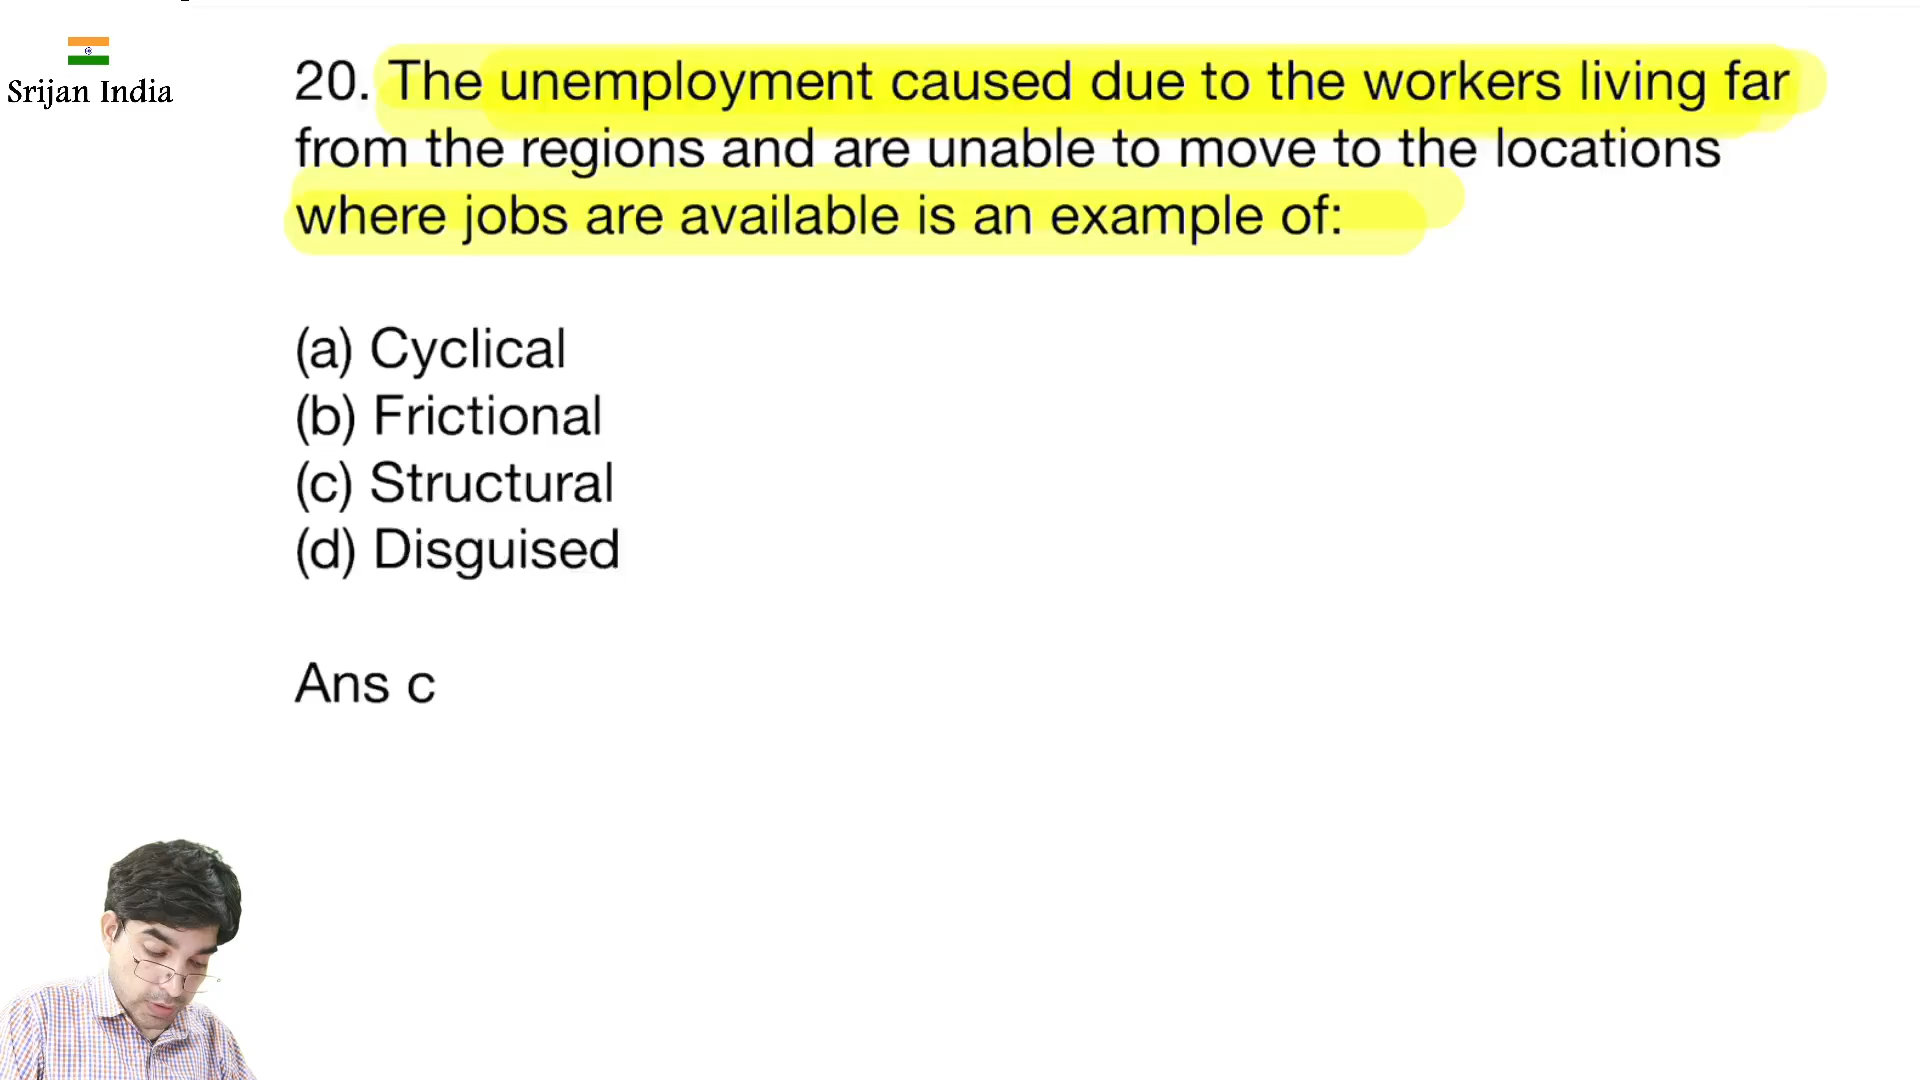 Srijan India
20. The unemployment caused due to the workers living far
from the regions and are unable to move to the locations
where jobs are available is an example of:
(a) Cyclical
(b) Frictional
(c) Structural
(d) Disguised
Ans c